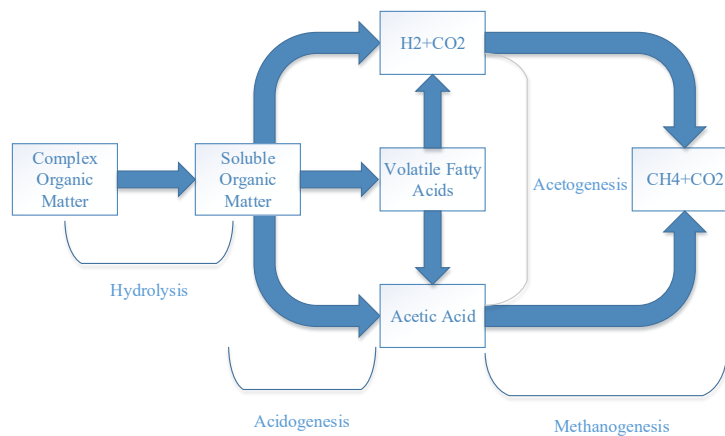 H2+CO2
Complex
Organic
Matter
Soluble
Organic
Matter
Volatile Fatty
Acids
Acetogenesis
CH4+CO2
Hydrolysis
Acetic Acid
Acidogenesis
Methanogenesis